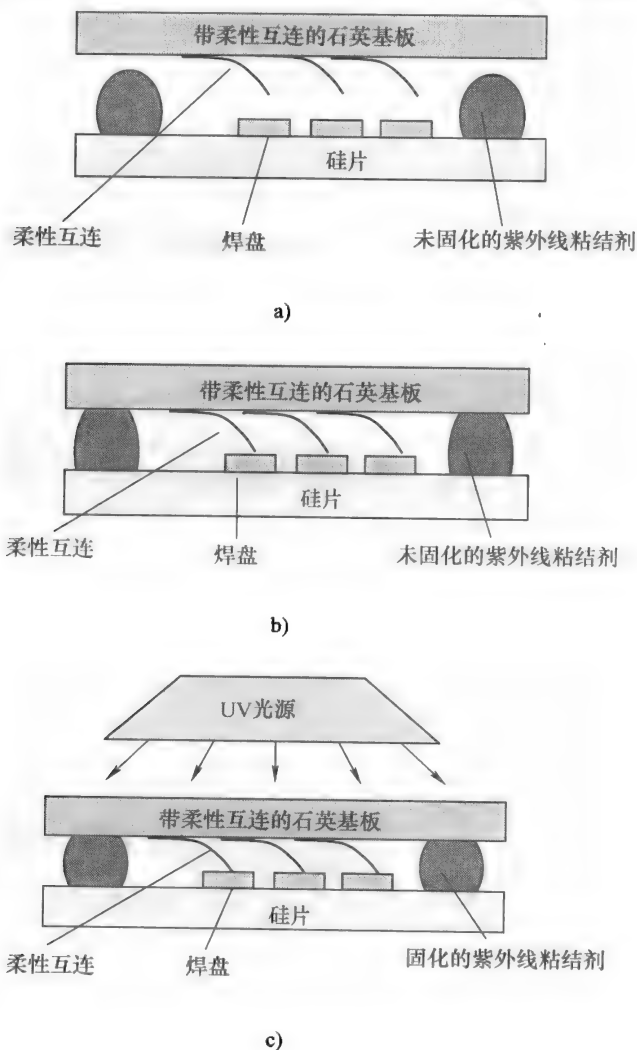 带柔性互连的石英基板
硅片
柔性互连 焊盘 未固化的紫外线粘结剂
a)
带柔性互连的石英基板
硅片
柔性互连 焊盘 未固化的紫外线粘结剂
b)
UV光源
带柔性互连的石英基板
硅片
柔性互连 焊盘 固化的紫外线粘结剂
c)